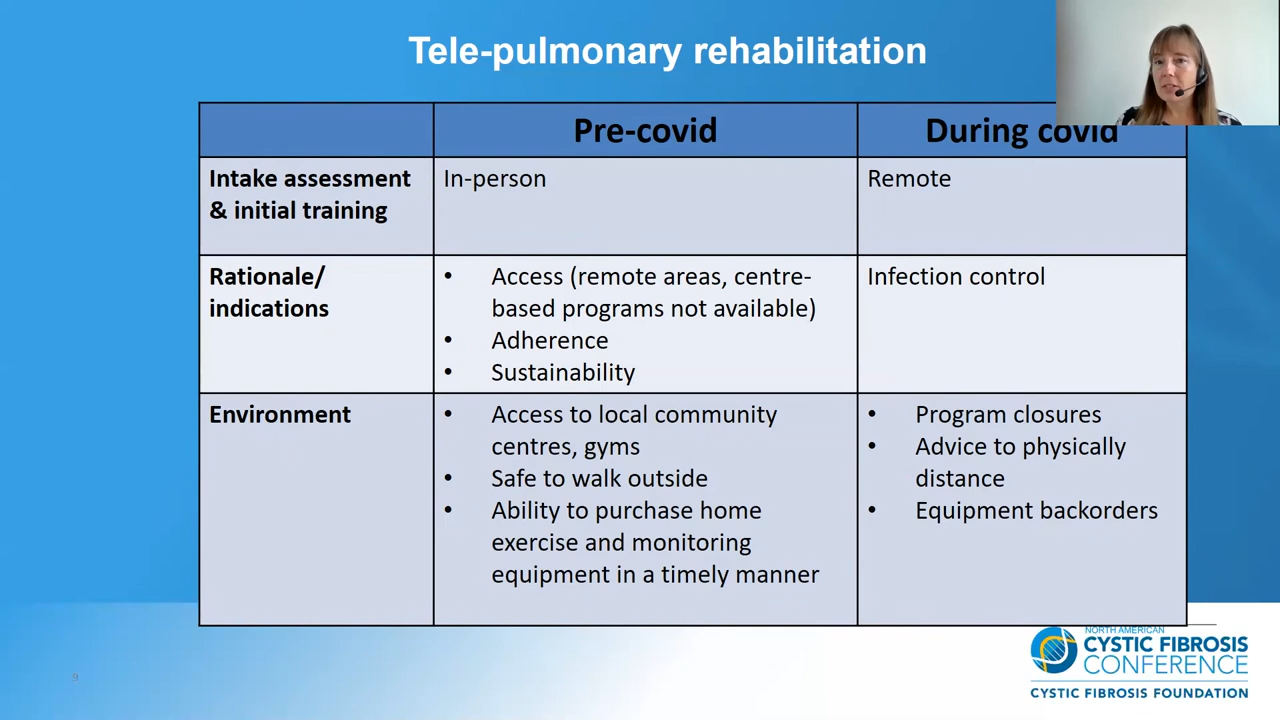 Tele-pulmonary rehabilitation
Pre-covid
During covid
Intake assessment
& initial training
In-person
Remote
Rationale/
indications
• Access (remote areas, centre-
based programs not available)
• Adherence
• Sustainability
Infection control
Environment
• Access to local community
centres, gyms
• Safe to walk outside
• Ability to purchase home
exercise and monitoring
equipment in a timely manner
• Program closures
• Advice to physically
distance
• Equipment backorders
9
NORTH AMERICAN
CYSTIC FIBROSIS
CONFERENCE
CYSTIC FIBROSIS FOUNDATION